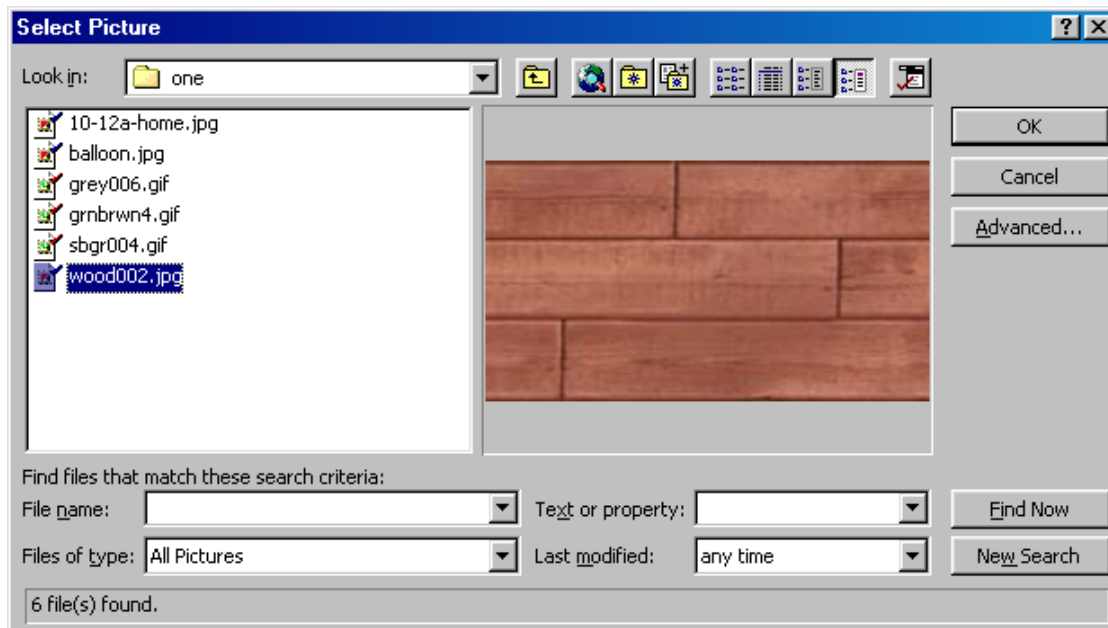 Select Picture
Look in: one
10-12a-home.jpg
balloon.jpg
grey006.gif
grnbrwn4.gif
sbgr004.gif
wood002.jpg
OK
Cancel
Advanced...
Find files that match these search criteria:
File name: Text or property: Find Now
Files of type: All Pictures Last modified: any time New Search
6 file(s) found.